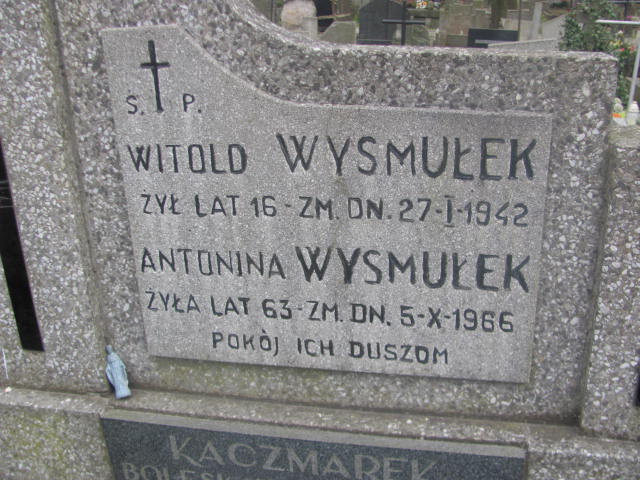 S. P.
WITOLD WYSMUŁEK
ŻYŁ LAT 16 - ZM. DN. 27-I-1942
ANTONINA WYSMUŁEK
ŻYŁA LAT 63 - ZM. DN. 5-X-1966
POKÓJ ICH DUSZOM
KACZMAREK